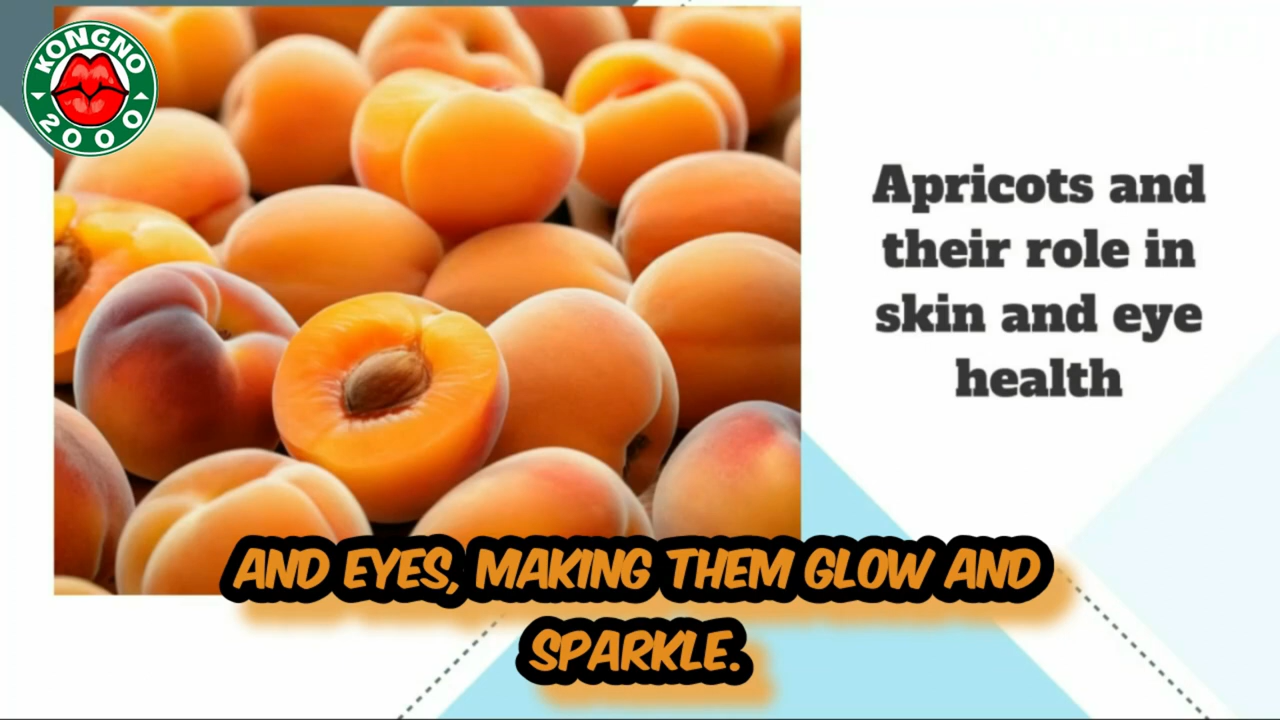 KONGNO
2000
Apricots and
their role in
skin and eye
health
AND EYES, MAKING THEM GLOW AND
SPARKLE.